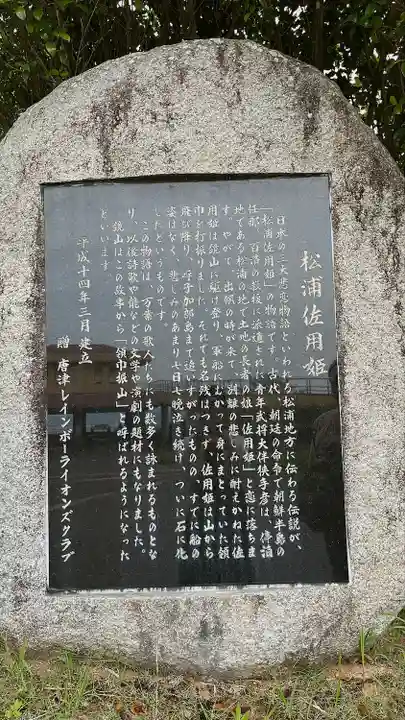 松浦佐用姫
日本の三大悲恋物語といわれる松浦地方に伝わる伝説が、
「松浦佐用姫」の物語です。古代、朝廷の命令で朝鮮半島の
任那、百済の救援に派遣された青年武将大伴狭手彦は、停泊
地である松浦の地で土地の長者の娘「佐用姫」と恋に落ちま
す。やがて、出帆の時が来て、別離の悲しみに耐えかねた佐
用姫は鏡山に駆け登り、軍船にむかって身にまとっていた領
巾を打振りました。それでも名残はつきず、佐用姫は山から
飛び降り、呼子加部島まで追いすがったものの、すでに船の
姿はなく、悲しみのあまり七日七晩泣き続け、ついに石に化
したというものです。
この物語は、万葉の歌人たちにも数多く詠まれるものとな
り、以後詩歌や能などの文学や演劇の題材にもなりました。
鏡山はこの故事から「領巾振山」と呼ばれるようになった
といいます。
平成十四年三月建立
贈 唐津レインボーライオンズクラブ